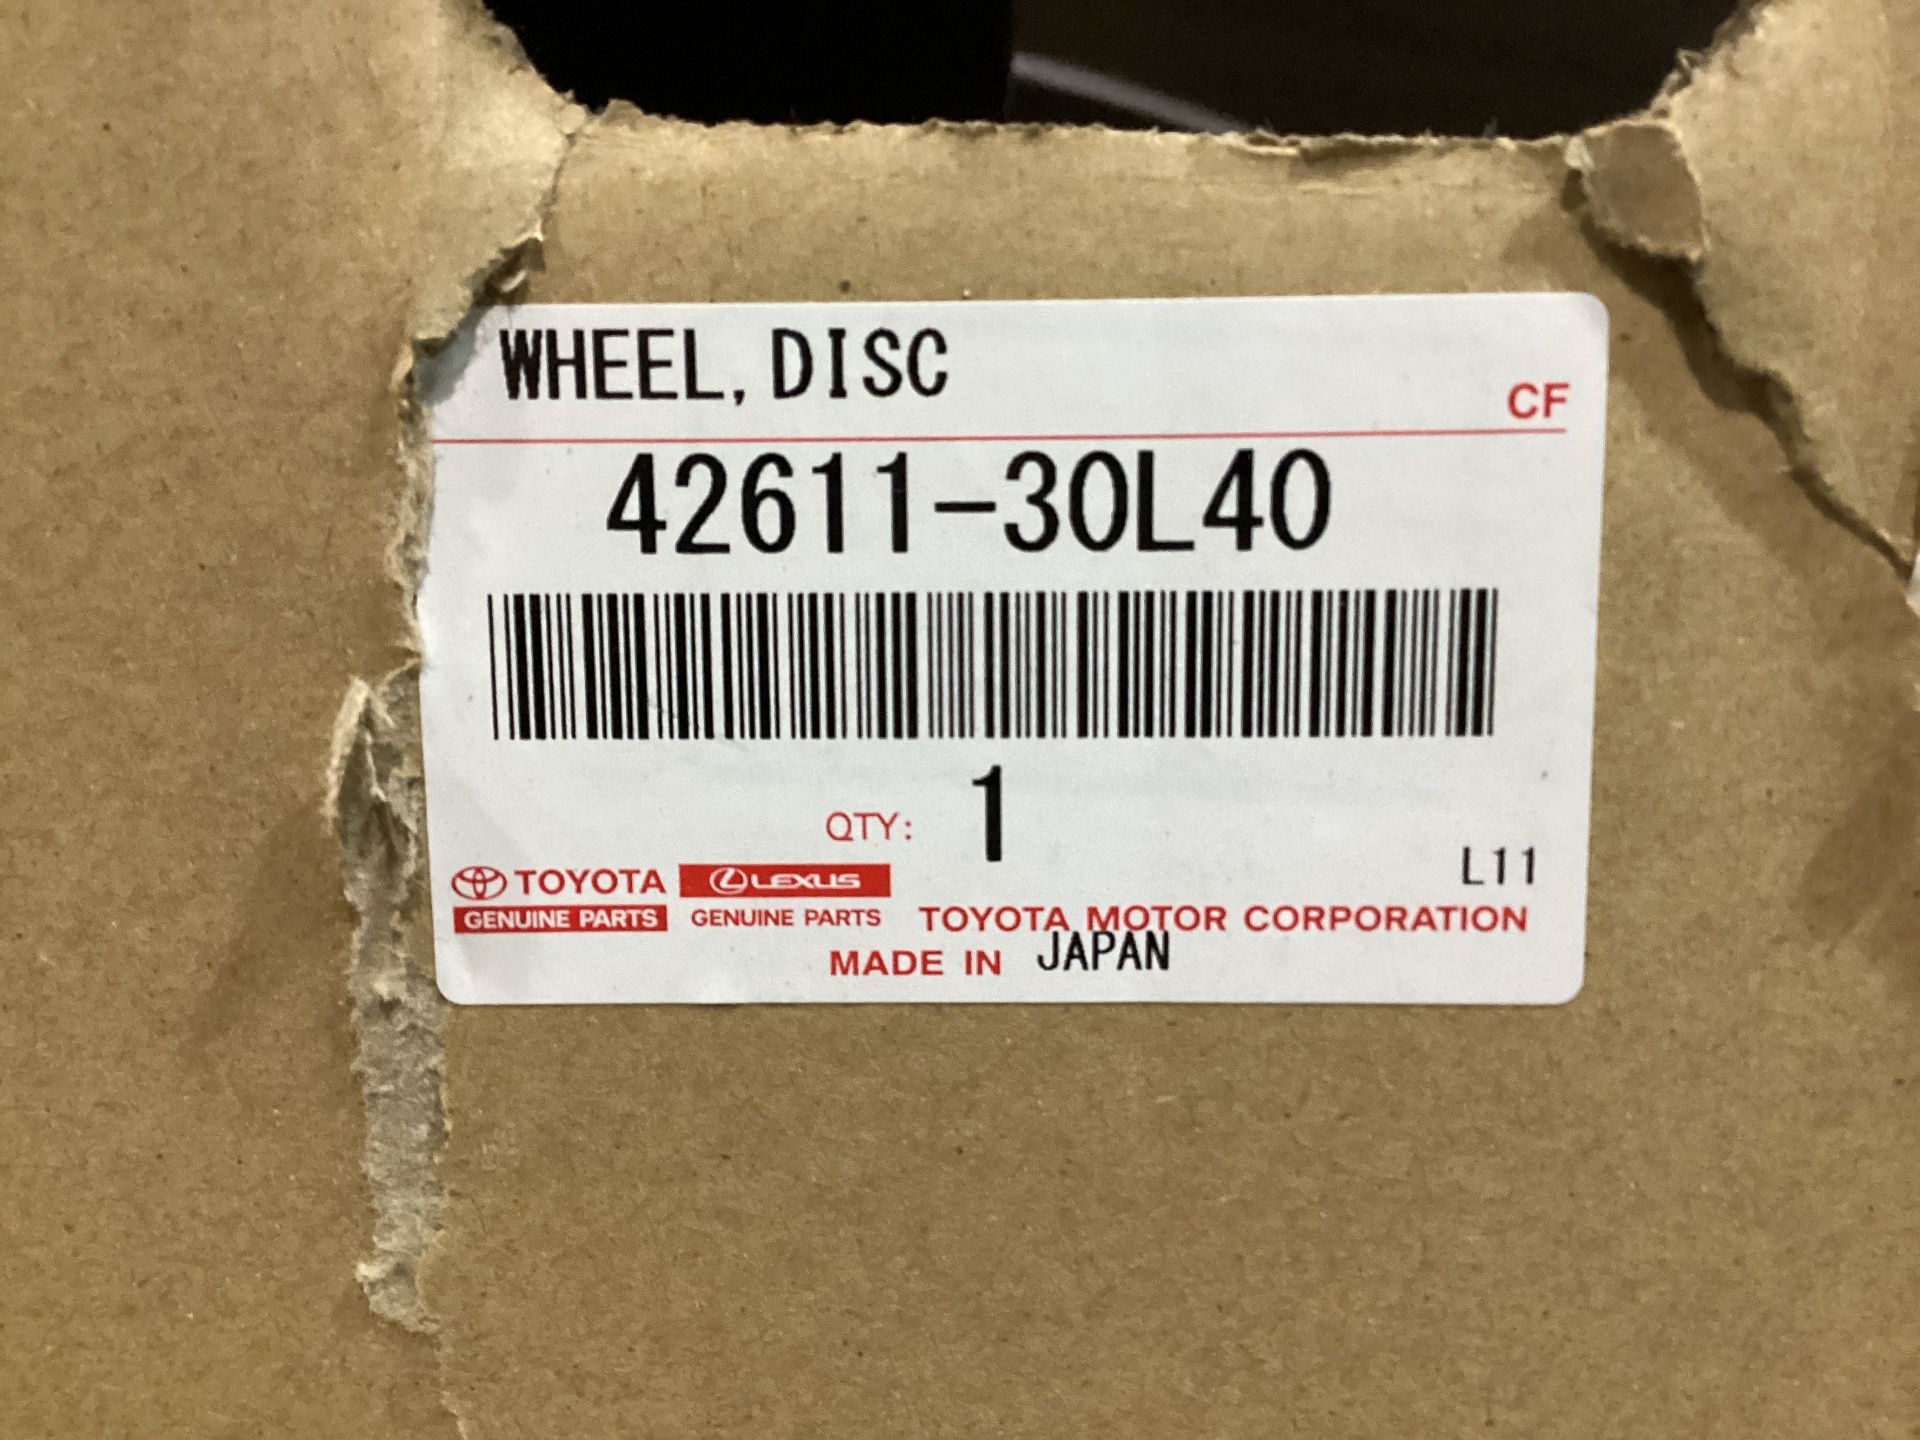 WHEEL, DISC
CF
42611-30L40
QTY: 1
L11
TOYOTA LEXUS
GENUINE PARTS GENUINE PARTS TOYOTA MOTOR CORPORATION
MADE IN JAPAN